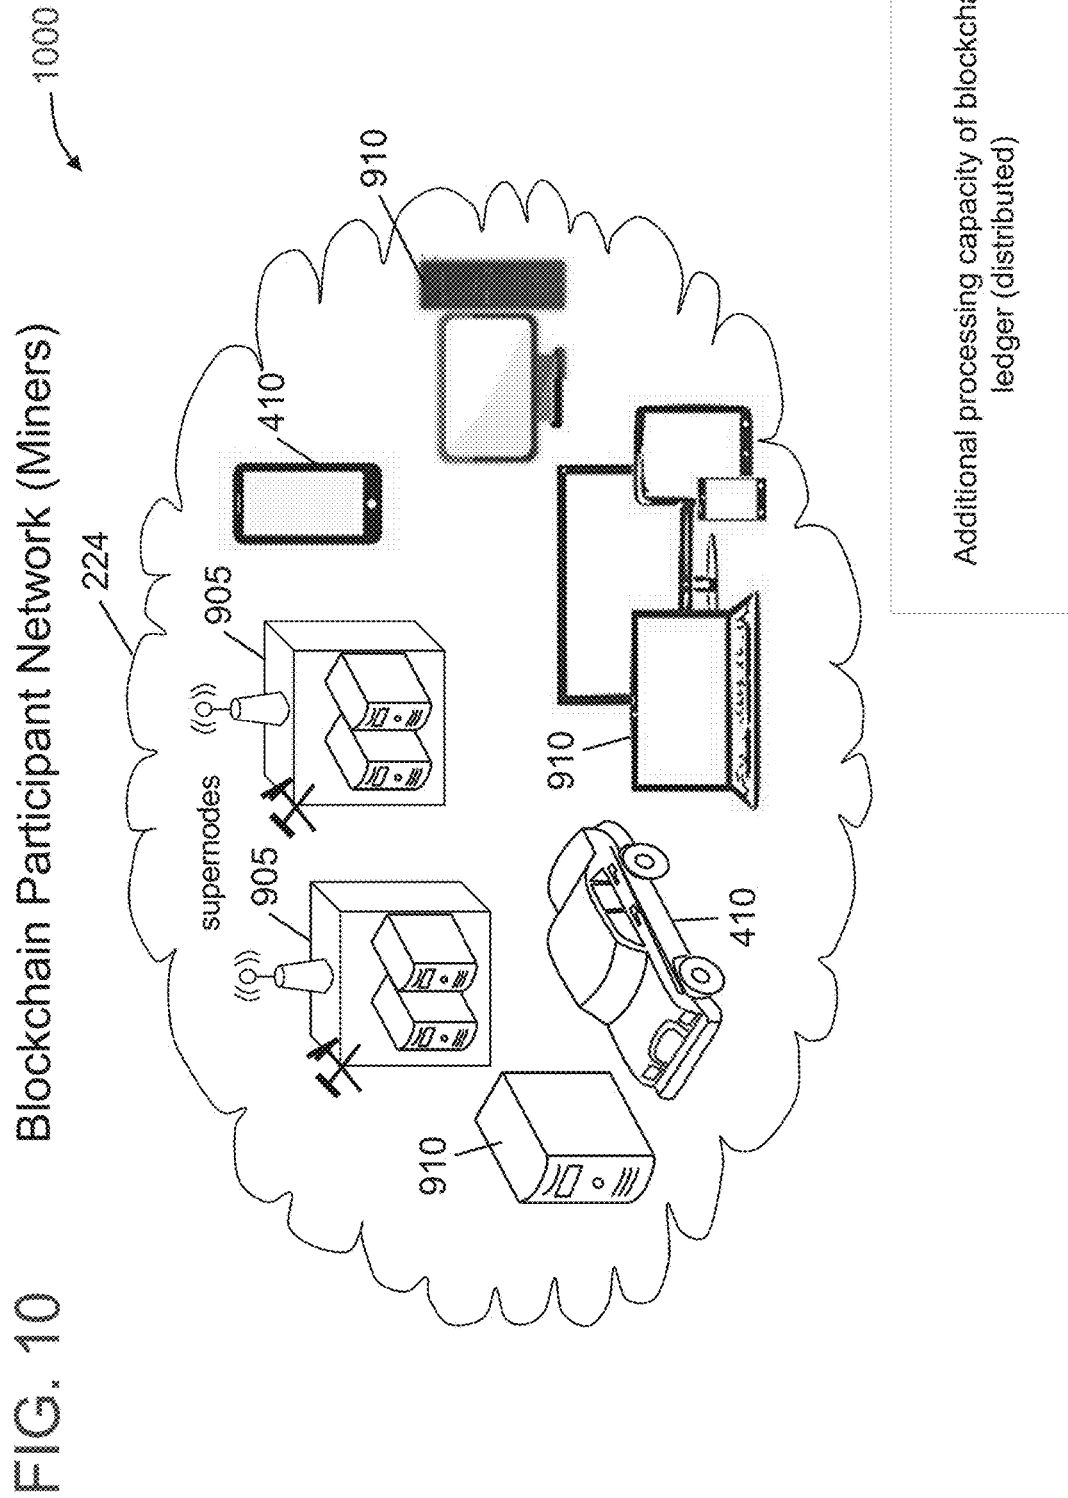 FIG. 10
Blockchain Participant Network (Miners)
1000
224
supernodes
905
905
410
910
910
410
910
Additional processing capacity of
ledger (distributed)